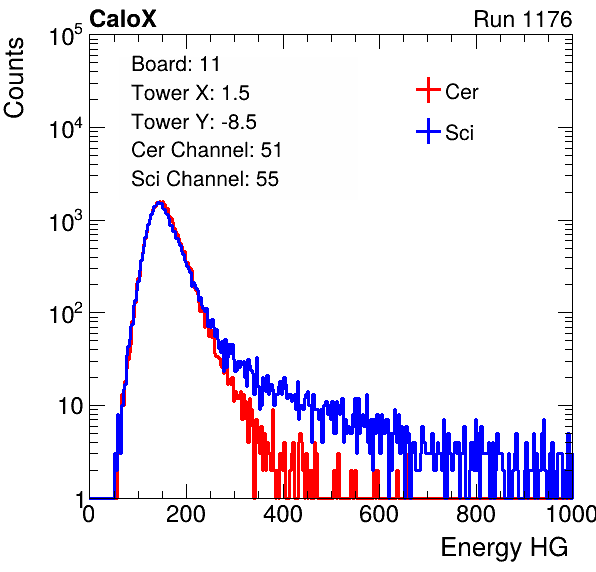 CaloX Run 1176
Counts
10^5
Board: 11
Tower X: 1.5
Tower Y: -8.5
Cer Channel: 51
Sci Channel: 55
Cer
Sci
10^4
10^3
10^2
10
1
0 200 400 600 800 1000
Energy HG